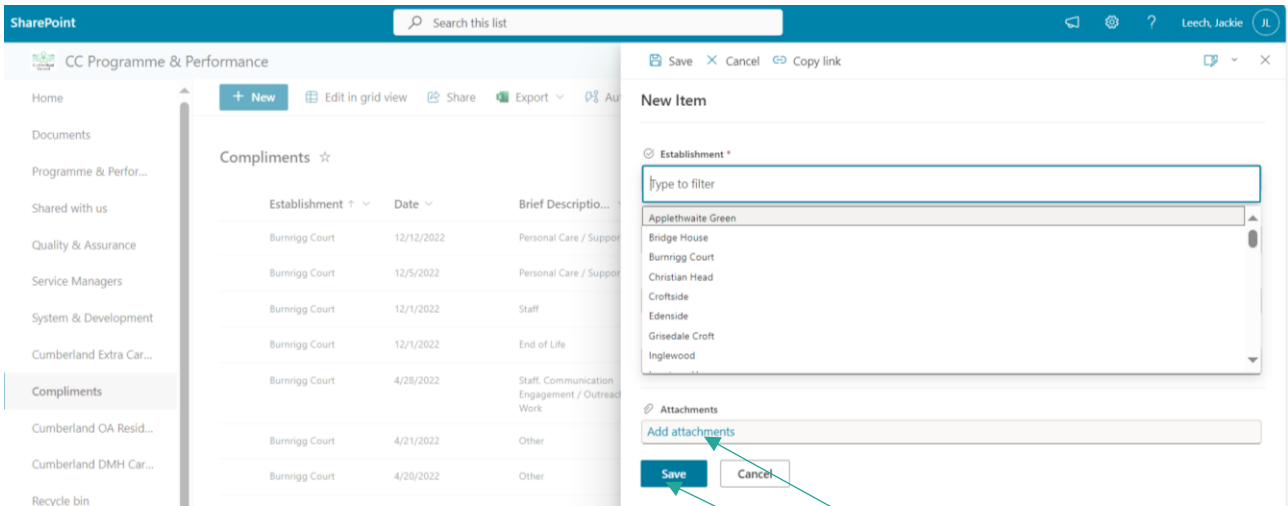 SharePoint
Search this list
Leech, Jackie
JL
CC Programme & Performance
Save
Cancel
Copy link
Home
Documents
Programme & Perfor...
Shared with us
Quality & Assurance
Service Managers
System & Development
Cumberland Extra Car...
Compliments
Cumberland OA Resid...
Cumberland DMH Car...
Recycle bin
+ New
Edit in grid view
Share
Export
Au
Compliments
Establishment ↑ Date Brief Descriptio...
Burnrigg Court 12/12/2022 Personal Care / Suppor
Burnrigg Court 12/5/2022 Personal Care / Suppor
Burnrigg Court 12/1/2022 Staff
Burnrigg Court 12/1/2022 End of Life
Burnrigg Court 4/28/2022 Staff, Communication
Engagement / Outreac
Work
Burnrigg Court 4/21/2022 Other
Burnrigg Court 4/20/2022 Other
New Item
Establishment *
Type to filter
Applethwaite Green
Bridge House
Burnrigg Court
Christian Head
Croftside
Edenside
Grisedale Croft
Inglewood
Attachments
Add attachments
Save
Cancel